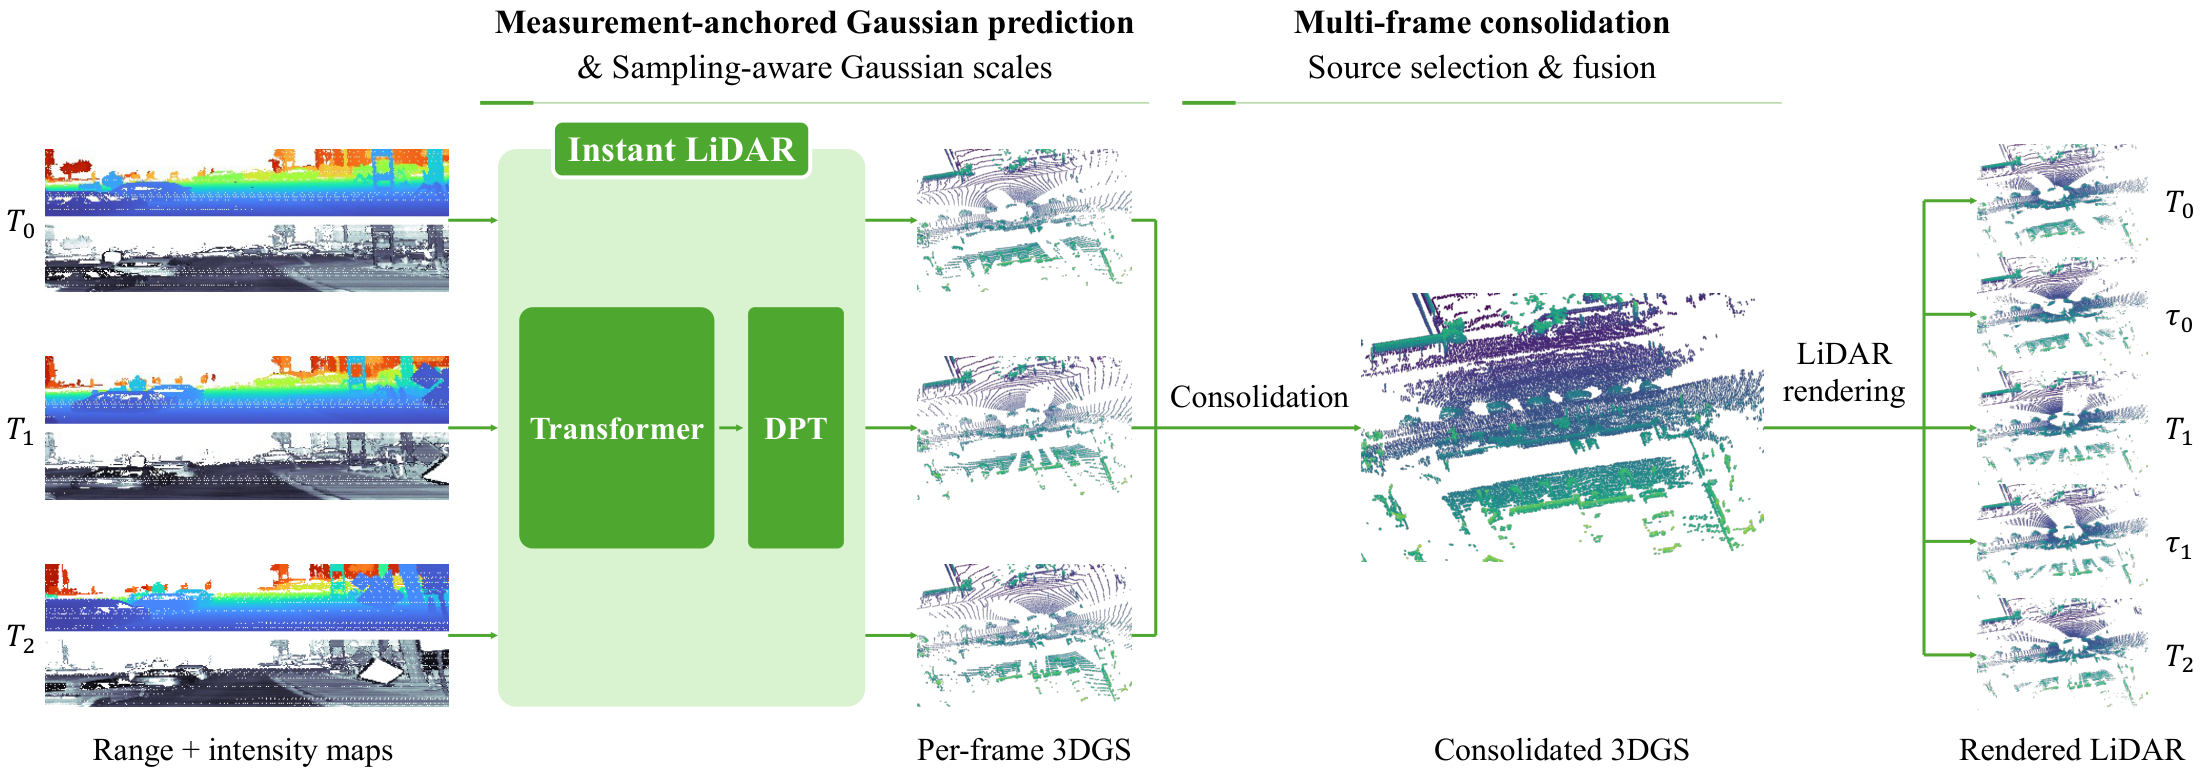 Measurement-anchored Gaussian prediction
& Sampling-aware Gaussian scales
Multi-frame consolidation
Source selection & fusion
Instant LiDAR
T₀
T₁
T₂
Transformer
DPT
Consolidation
LiDAR
rendering
T₀
τ₀
T₁
τ₁
T₂
Range + intensity maps
Per-frame 3DGS
Consolidated 3DGS
Rendered LiDAR